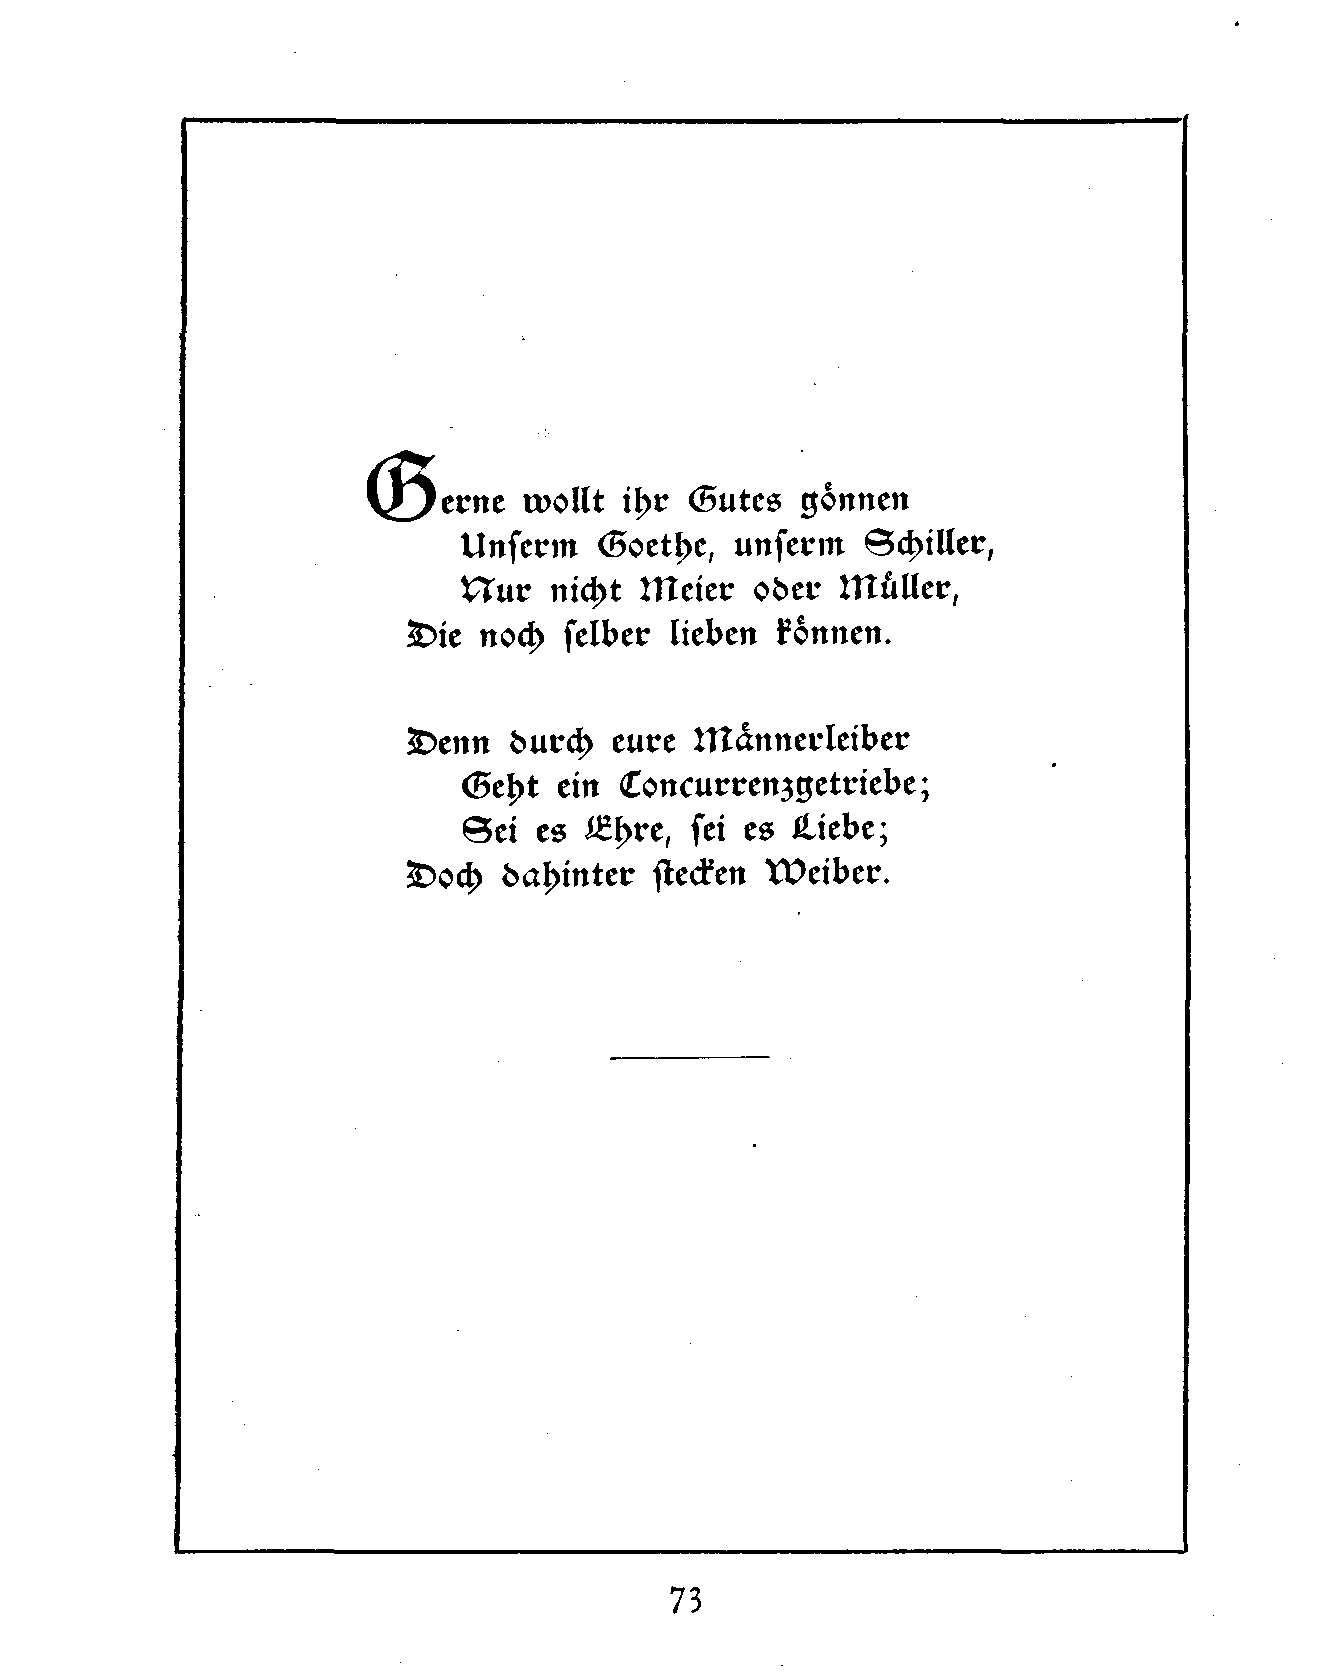 Gerne wollt ihr Gutes gönnen
Unſerm Goethe, unſerm Schiller,
Nur nicht Meier oder Müller,
Die noch ſelber lieben können.
Denn durch eure Männerleiber
Geht ein Concurrenzgetriebe;
Sei es Ehre, ſei es Liebe;
Doch dahinter ſtecken Weiber.
73